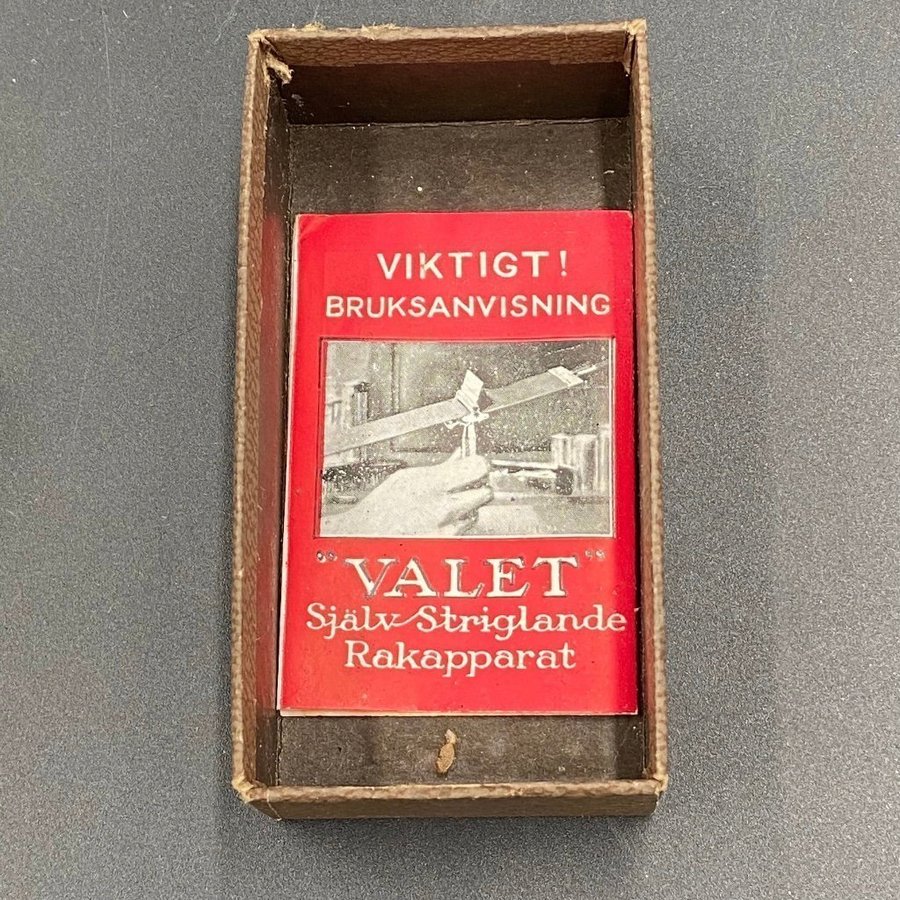 VIKTIGT!
BRUKSANVISNING
"VALET"
Själv-Striglande
Rakapparat